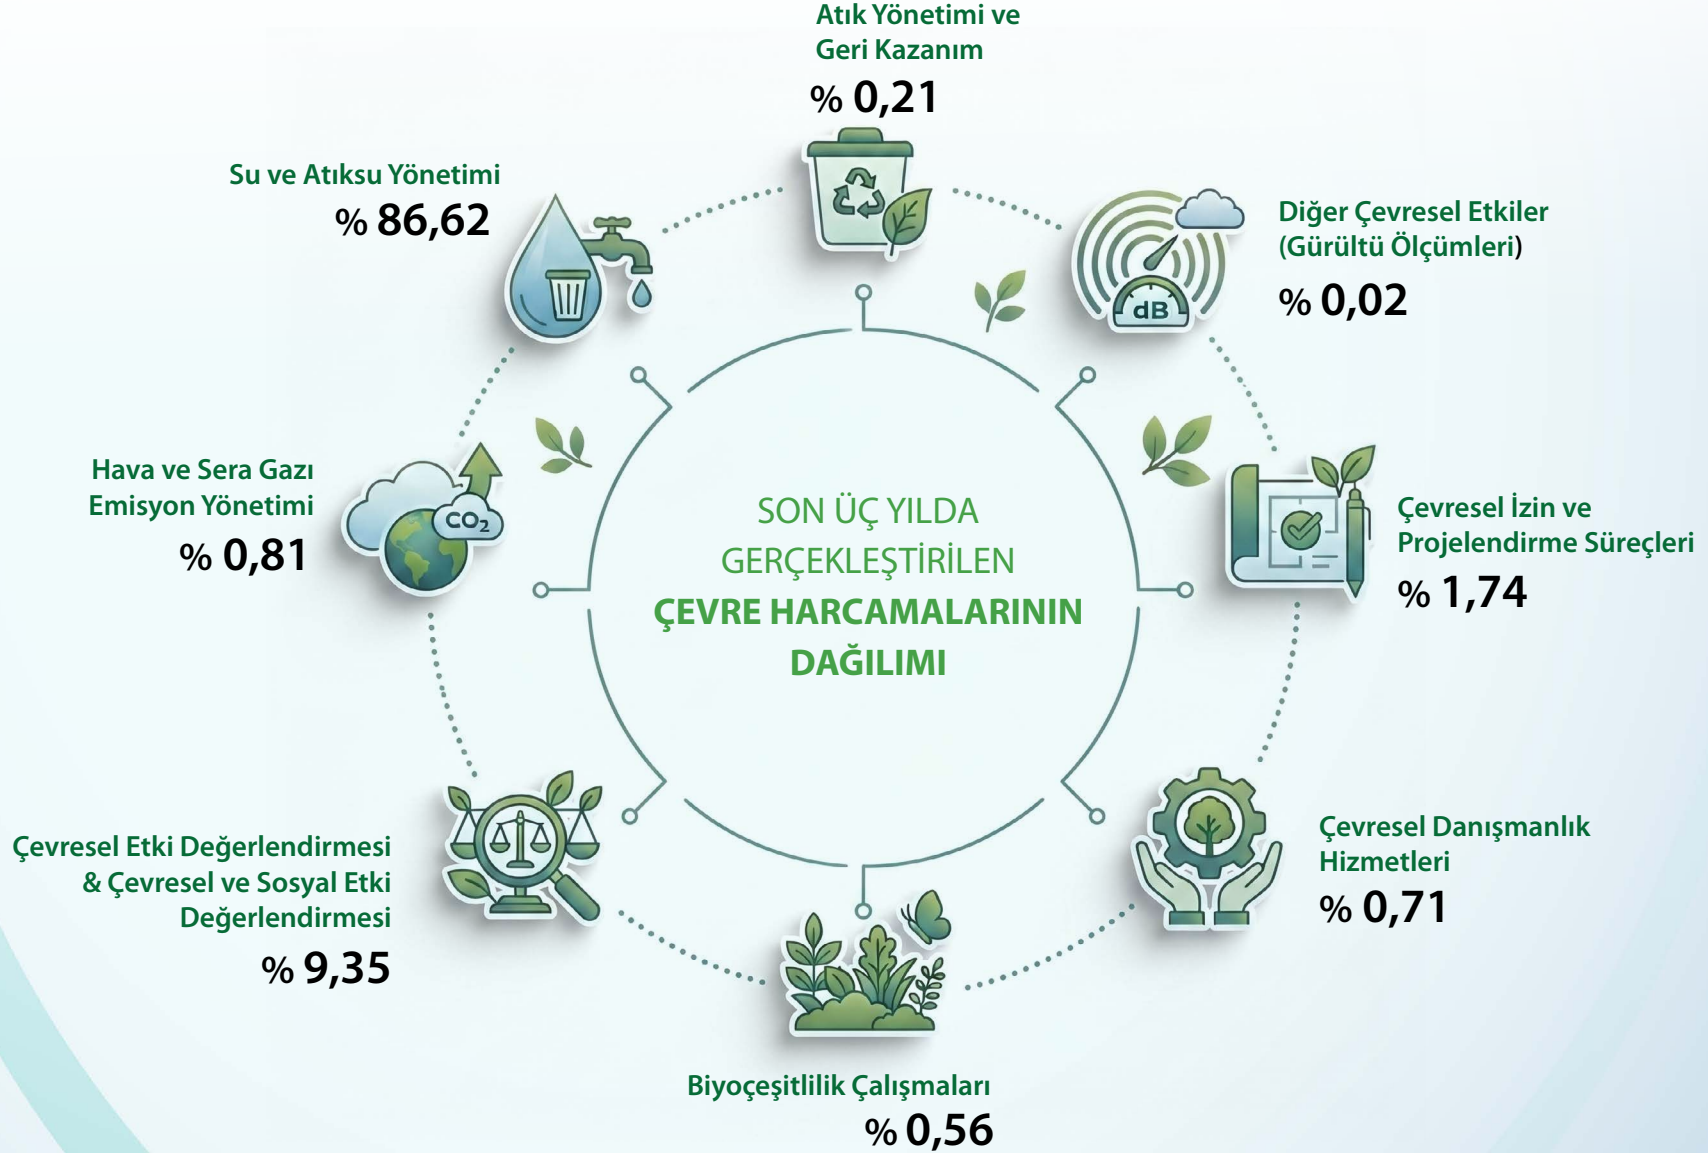 Atık Yönetimi ve
Geri Kazanım
% 0,21
Su ve Atıksu Yönetimi
% 86,62
Diğer Çevresel Etkiler
(Gürültü Ölçümleri)
% 0,02
dB
Hava ve Sera Gazı
Emisyon Yönetimi
% 0,81
CO₂
SON ÜÇ YILDA
GERÇEKLEŞTİRİLEN
ÇEVRE HARCAMALARININ
DAĞILIMI
Çevresel İzin ve
Projelendirme Süreçleri
% 1,74
Çevresel Etki Değerlendirmesi
& Çevresel ve Sosyal Etki
Değerlendirmesi
% 9,35
Çevresel Danışmanlık
Hizmetleri
% 0,71
Biyoçeşitlilik Çalışmaları
% 0,56